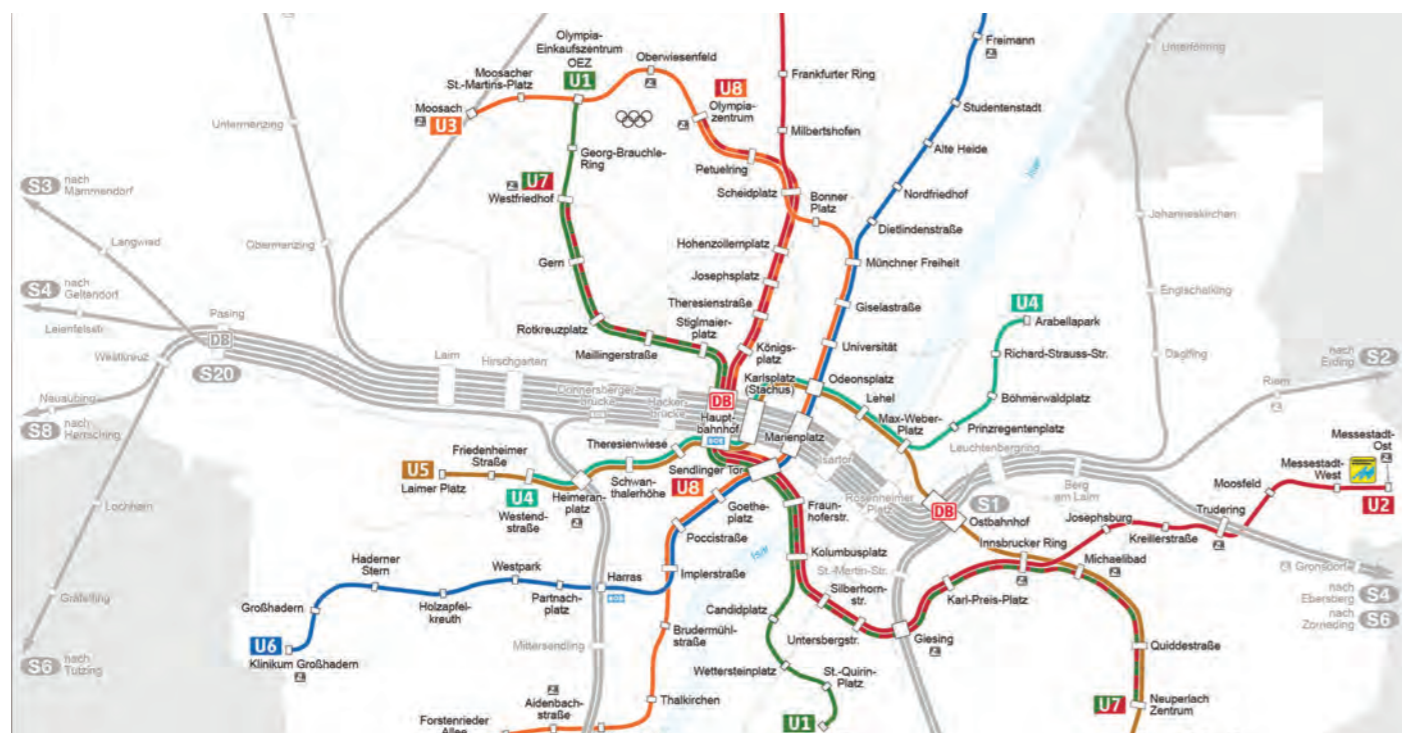 Olympia-
Einkaufszentrum
OEZ
U1
Oberwiesenfeld
Moosacher
St.-Martins-Platz
Moosach
U3
U8
Olympia-
zentrum
Frankfurter Ring
Milbertshofen
Freimann
Studentenstadt
Alte Heide
Nordfriedhof
Dietlindenstraße
Unterföhring
Untermenzing
Georg-Brauchle-
Ring
U7
Westfriedhof
Petuelring
Scheidplatz
Bonner
Platz
Isar
S3
nach
Mammendorf
Langwied
Obermenzing
Johanneskirchen
Gern
Hohenzollernplatz
Münchner Freiheit
Josephsplatz
Theresienstraße
Giselastraße
Englschalking
S4
nach
Geltendorf
Leienfelsstr.
Pasing
DB
S20
Westkreuz
Rotkreuzplatz
Maillingerstraße
Stiglmaier-
platz
Königs-
platz
Universität
U4
Arabellapark
Richard-Strauss-Str.
Böhmerwaldplatz
Prinzregentenplatz
Daglfing
Riem
nach
Erding
S2
Laim
Hirschgarten
Donnersberger
brücke
Hacker
brücke
DB
Haupt-
bahnhof
Karlsplatz
(Stachus)
Odeonsplatz
Lehel
Max-Weber-
Platz
Marienplatz
Isartor
Rosenheimer
Platz
Leuchtenbergring
Berg
am Laim
S1
Neuaubing
S8
nach
Herrsching
U5
Laimer Platz
Friedenheimer
Straße
U4
Westend-
straße
Heimeran-
platz
Schwan-
thalerhöhe
Theresienwiese
Sendlinger Tor
U8
Goethe-
platz
Poccistraße
Implerstraße
Fraun-
hoferstr.
Kolumbusplatz
DB
Ostbahnhof
Innsbrucker Ring
Josephsburg
Kreillerstraße
Trudering
Moosfeld
Messestadt-
West
Messestadt-
Ost
U2
Michaelibad
Karl-Preis-Platz
St.-Martin-Str.
Gronsdorf
nach
Ebersberg
S4
nach
Zorneding
S6
Lochham
Gräfelfing
S6
nach
Tutzing
Haderner
Stern
Großhadern
U6
Klinikum Großhadern
Holzapfel-
kreuth
Westpark
Partnach-
platz
Harras
Mittersendling
Isar
Brudermühl-
straße
Thalkirchen
Aidenbach-
straße
Forstenrieder
Allee
Candidplatz
Wettersteinplatz
St.-Quirin-
Platz
U1
Silberhorn-
str.
Untersbergstr.
Giesing
Quiddestraße
U7
Neuperlach
Zentrum